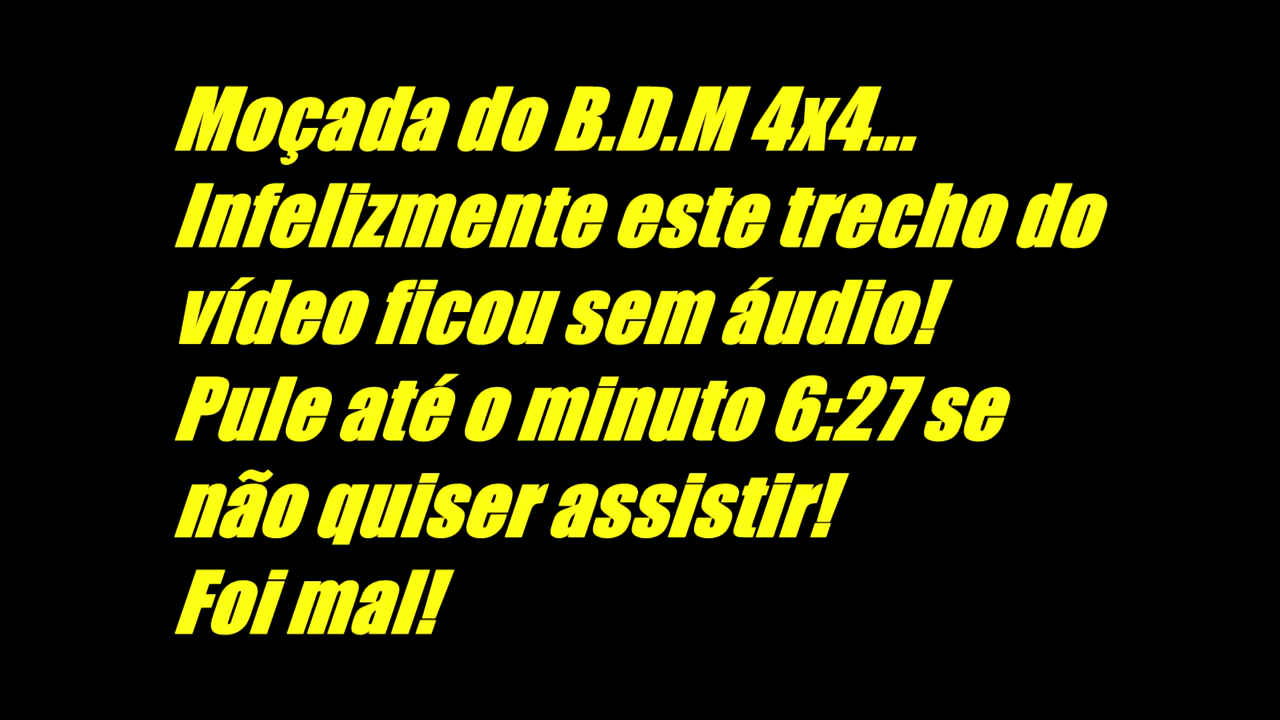 Moçada do B.D.M 4x4...
Infelizmente este trecho do
vídeo ficou sem áudio!
Pule até o minuto 6:27 se
não quiser assistir!
Foi mal!